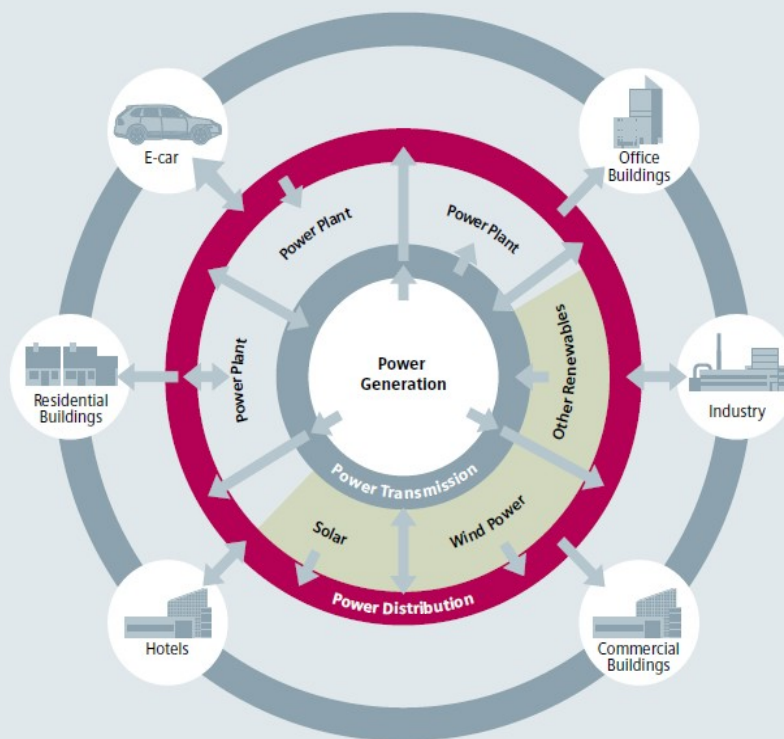 E-car
Office
Buildings
Power Plant
Power Plant
Power
Generation
Power Plant
Other Renewables
Residential
Buildings
Industry
Power Transmission
Solar
Wind Power
Power Distribution
Hotels
Commercial
Buildings